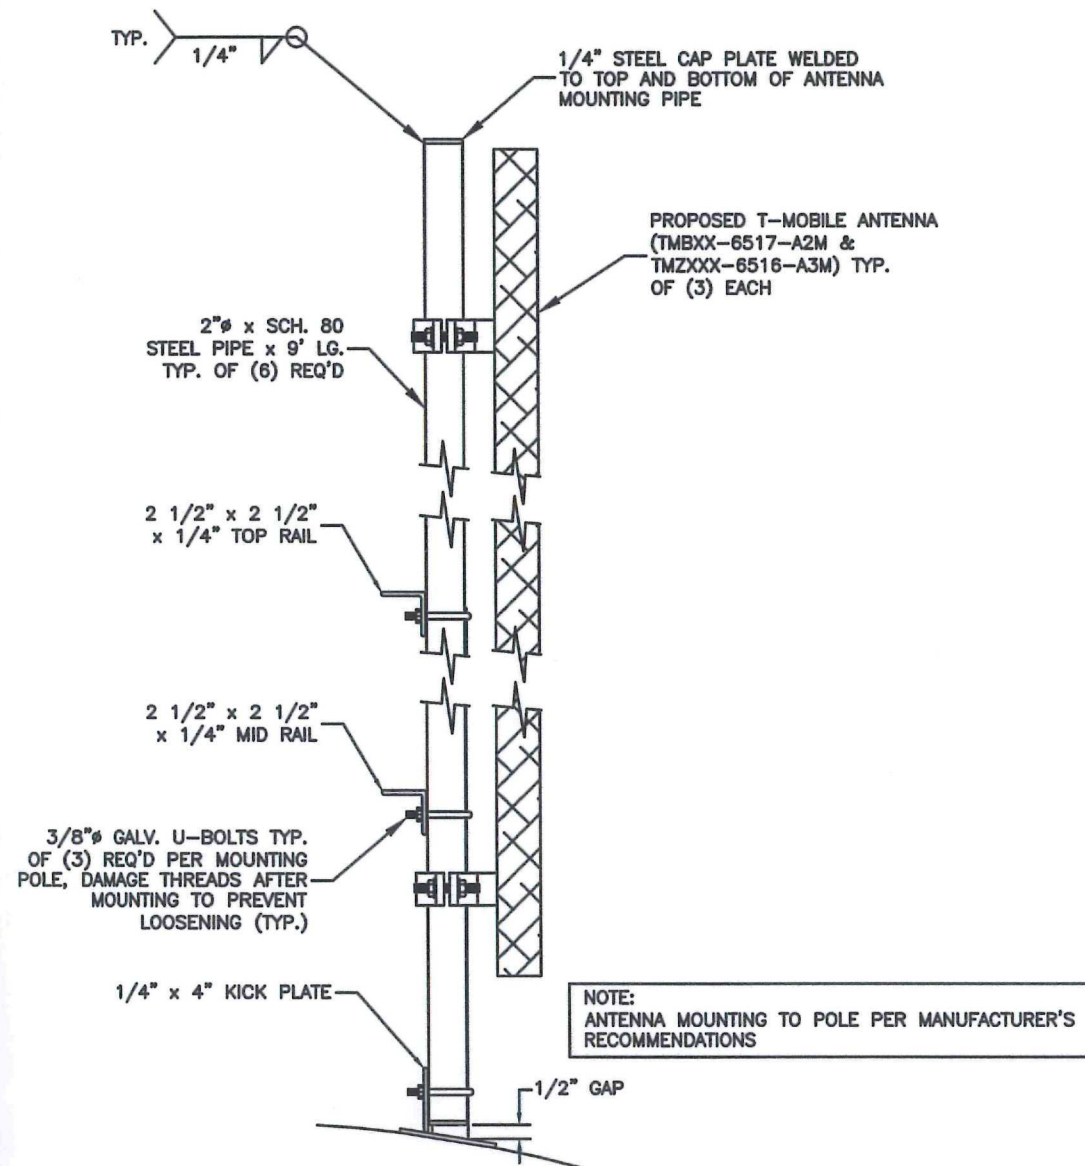 TYP.
1/4"
1/4" STEEL CAP PLATE WELDED
TO TOP AND BOTTOM OF ANTENNA
MOUNTING PIPE
PROPOSED T-MOBILE ANTENNA
(TMBXX-6517-A2M &
TMZXXX-6516-A3M) TYP.
OF (3) EACH
2"ø x SCH. 80
STEEL PIPE x 9' LG.
TYP. OF (6) REQ'D
2 1/2" x 2 1/2"
x 1/4" TOP RAIL
2 1/2" x 2 1/2"
x 1/4" MID RAIL
3/8"ø GALV. U-BOLTS TYP.
OF (3) REQ'D PER MOUNTING
POLE, DAMAGE THREADS AFTER
MOUNTING TO PREVENT
LOOSENING (TYP.)
1/4" x 4" KICK PLATE
NOTE:
ANTENNA MOUNTING TO POLE PER MANUFACTURER'S
RECOMMENDATIONS
1/2" GAP